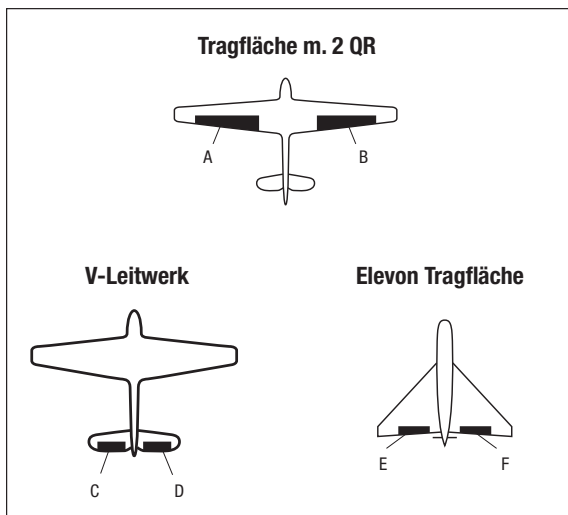 Tragfläche m. 2 QR
A B
V-Leitwerk Elevon Tragfläche
E F
C D